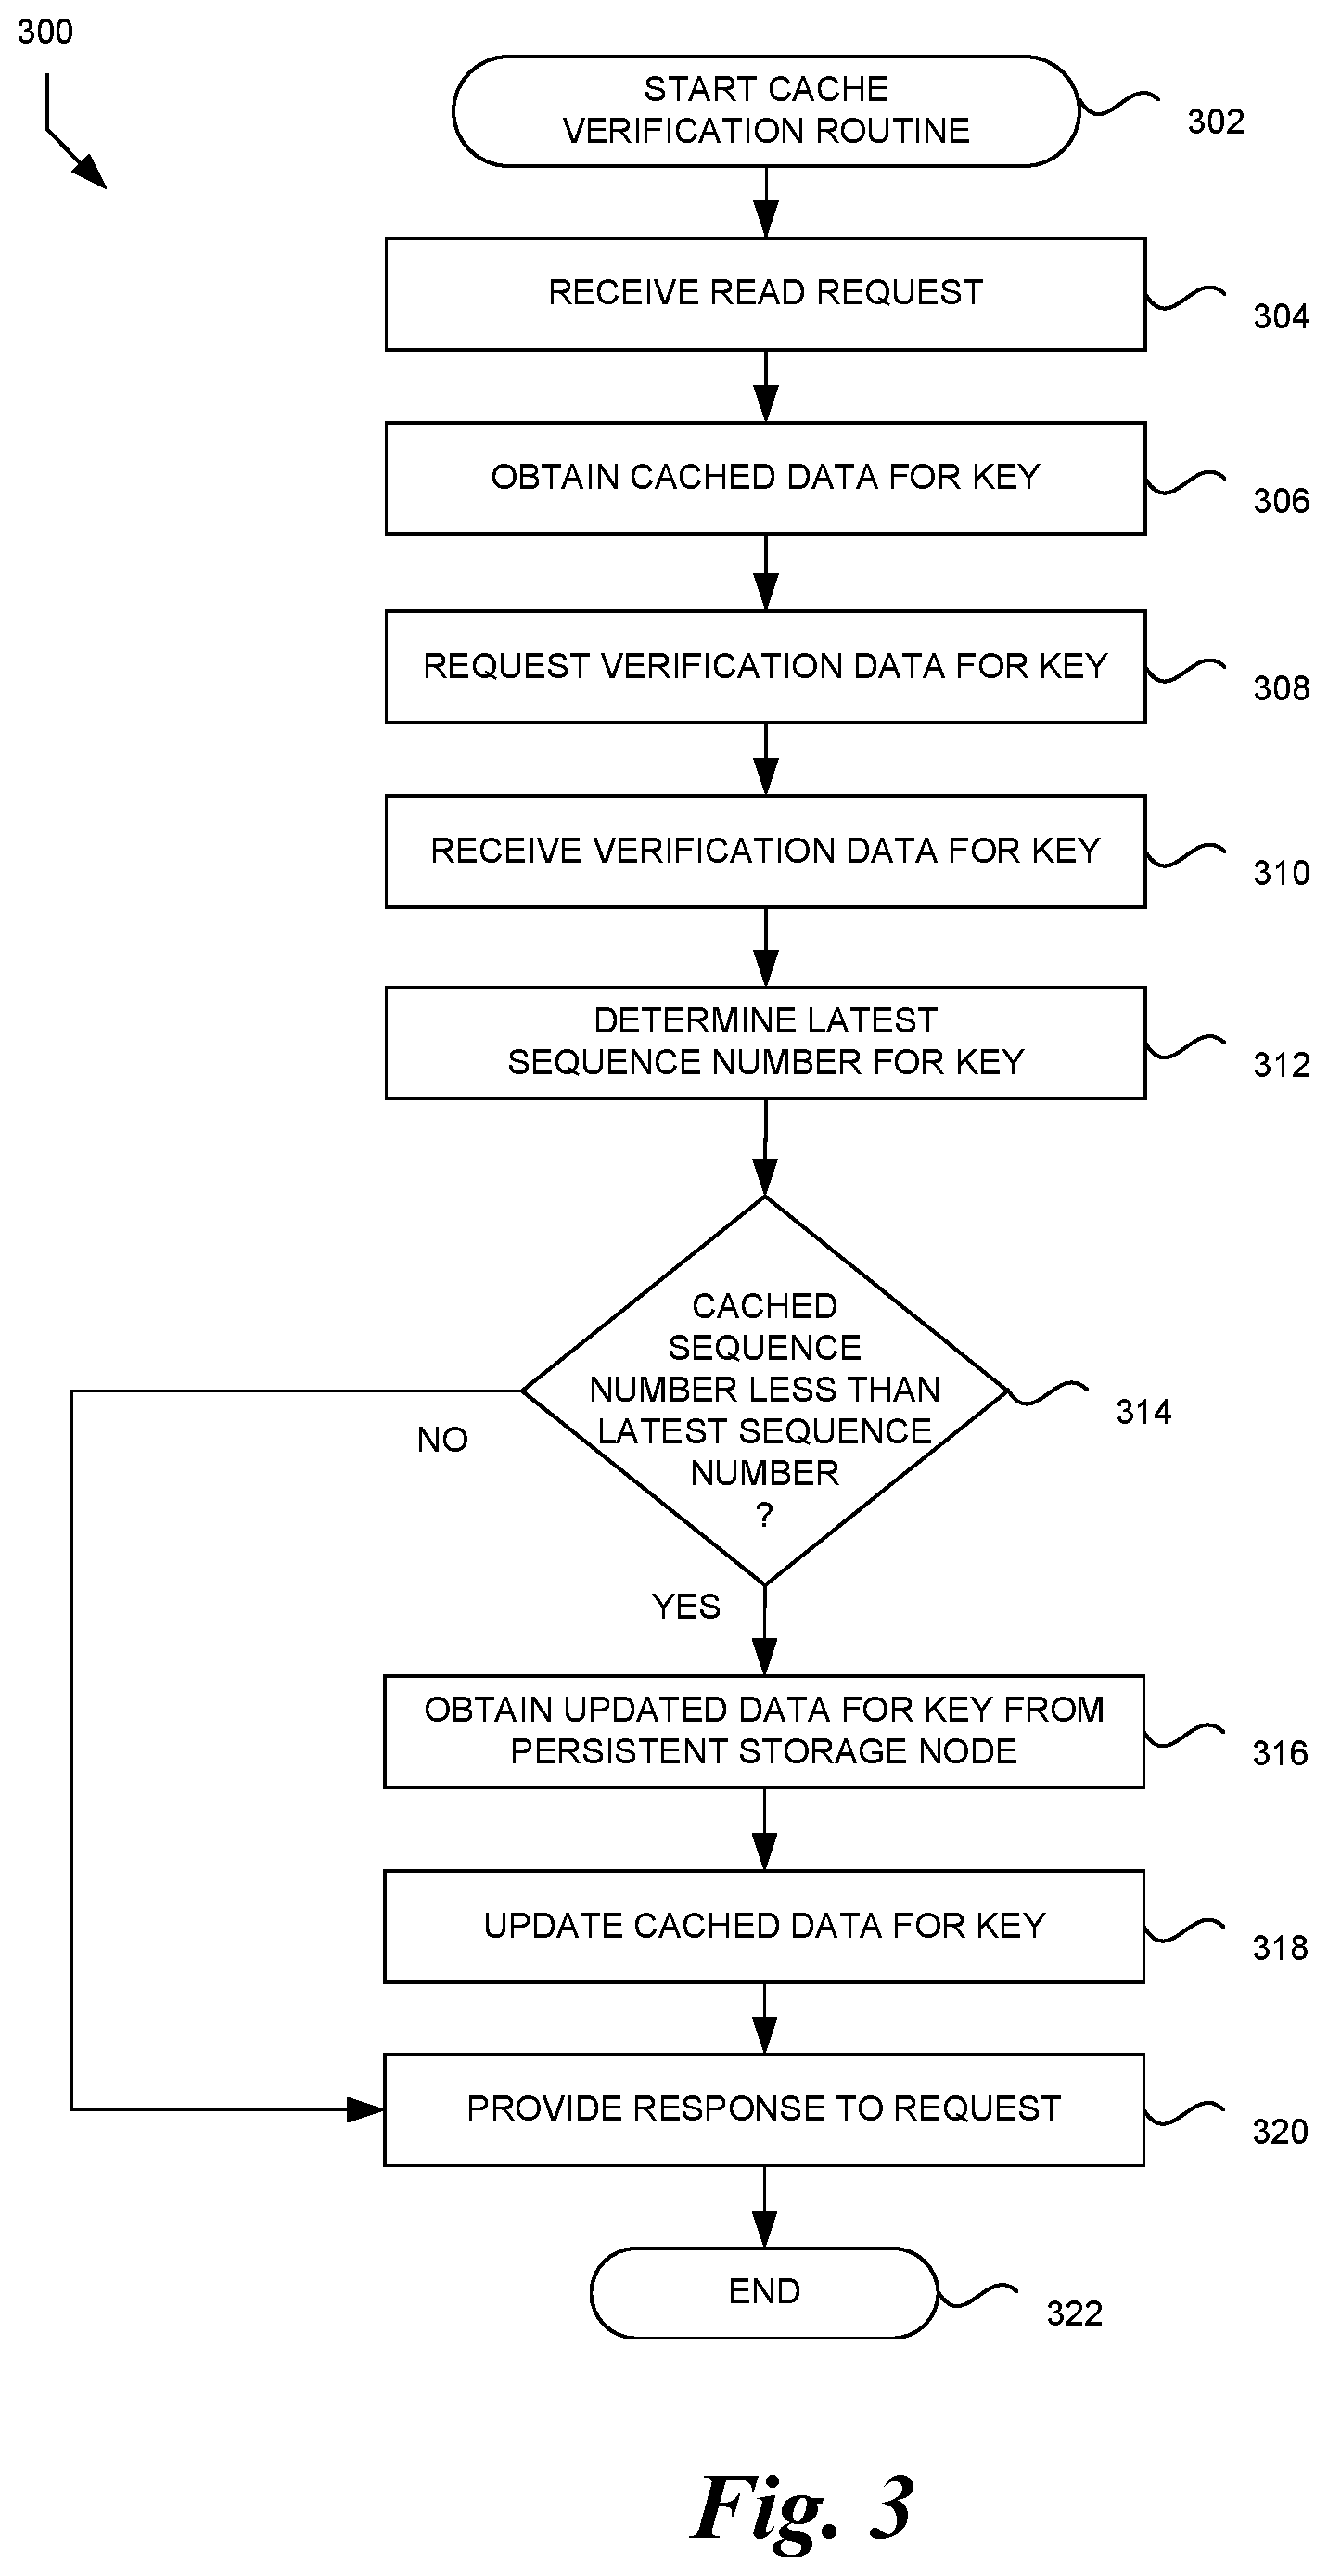 300
START CACHE
VERIFICATION ROUTINE
302
RECEIVE READ REQUEST
304
OBTAIN CACHED DATA FOR KEY
306
REQUEST VERIFICATION DATA FOR KEY
308
RECEIVE VERIFICATION DATA FOR KEY
310
DETERMINE LATEST
SEQUENCE NUMBER FOR KEY
312
CACHED
SEQUENCE
NUMBER LESS THAN
LATEST SEQUENCE
NUMBER
?
314
NO
YES
OBTAIN UPDATED DATA FOR KEY FROM
PERSISTENT STORAGE NODE
316
UPDATE CACHED DATA FOR KEY
318
PROVIDE RESPONSE TO REQUEST
320
END
322
Fig. 3